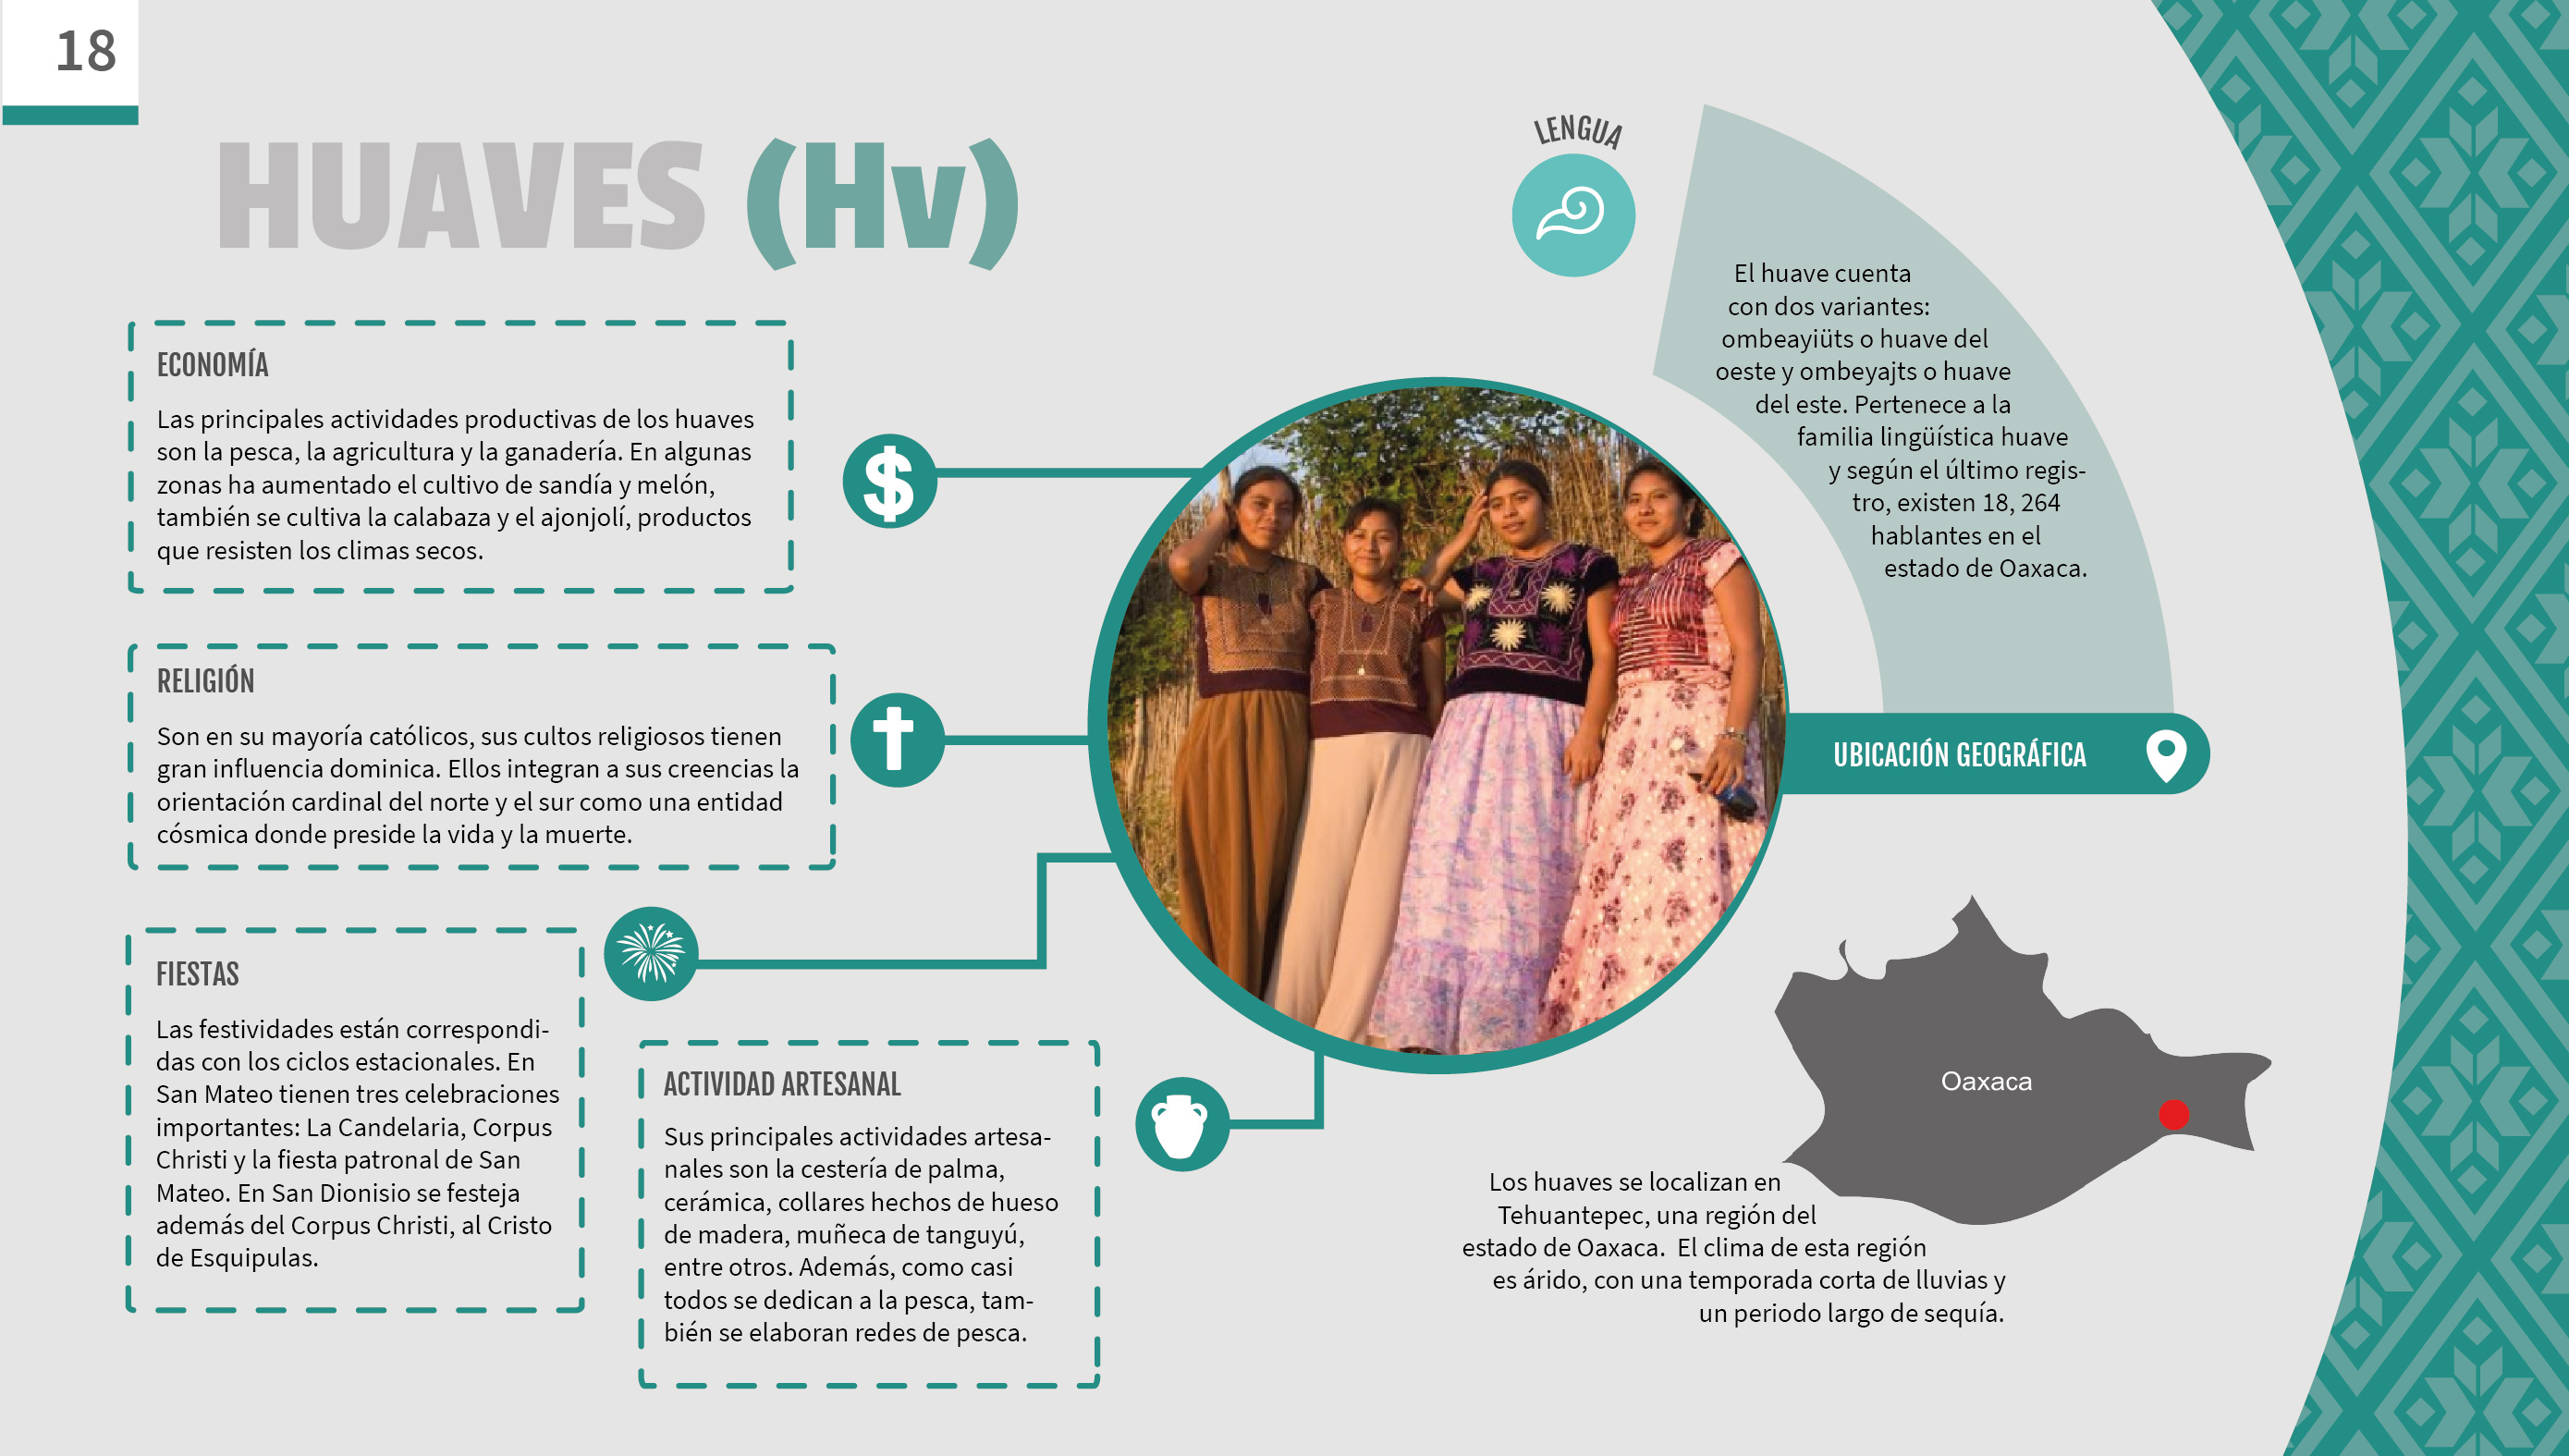 18
HUAVES (Hv)
ECONOMÍA
Las principales actividades productivas de los huaves
son la pesca, la agricultura y la ganadería. En algunas
zonas ha aumentado el cultivo de sandía y melón,
también se cultiva la calabaza y el ajonjolí, productos
que resisten los climas secos.
RELIGIÓN
Son en su mayoría católicos, sus cultos religiosos tienen
gran influencia dominica. Ellos integran a sus creencias la
orientación cardinal del norte y el sur como una entidad
cósmica donde preside la vida y la muerte.
FIESTAS
Las festividades están correspondi-
das con los ciclos estacionales. En
San Mateo tienen tres celebraciones
importantes: La Candelaria, Corpus
Christi y la fiesta patronal de San
Mateo. En San Dionisio se festeja
además del Corpus Christi, al Cristo
de Esquipulas.
ACTIVIDAD ARTESANAL
Sus principales actividades artesa-
nales son la cestería de palma,
cerámica, collares hechos de hueso
de madera, muñeca de tanguyú,
entre otros. Además, como casi
todos se dedican a la pesca, tam-
bién se elaboran redes de pesca.
LENGUA
El huave cuenta
con dos variantes:
ombeayiüts o huave del
oeste y ombeyajts o huave
del este. Pertenece a la
familia lingüística huave
y según el último regis-
tro, existen 18, 264
hablantes en el
estado de Oaxaca.
UBICACIÓN GEOGRÁFICA
Oaxaca
Los huaves se localizan en
Tehuantepec, una región del
estado de Oaxaca.  El clima de esta región
es árido, con una temporada corta de lluvias y
un periodo largo de sequía.